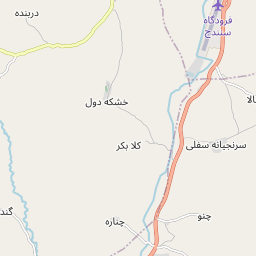 فرودگاه
سنندج
دربنده
خشکه دول
کلا بکر
سرنجیانه سفلی
چنو
چناره